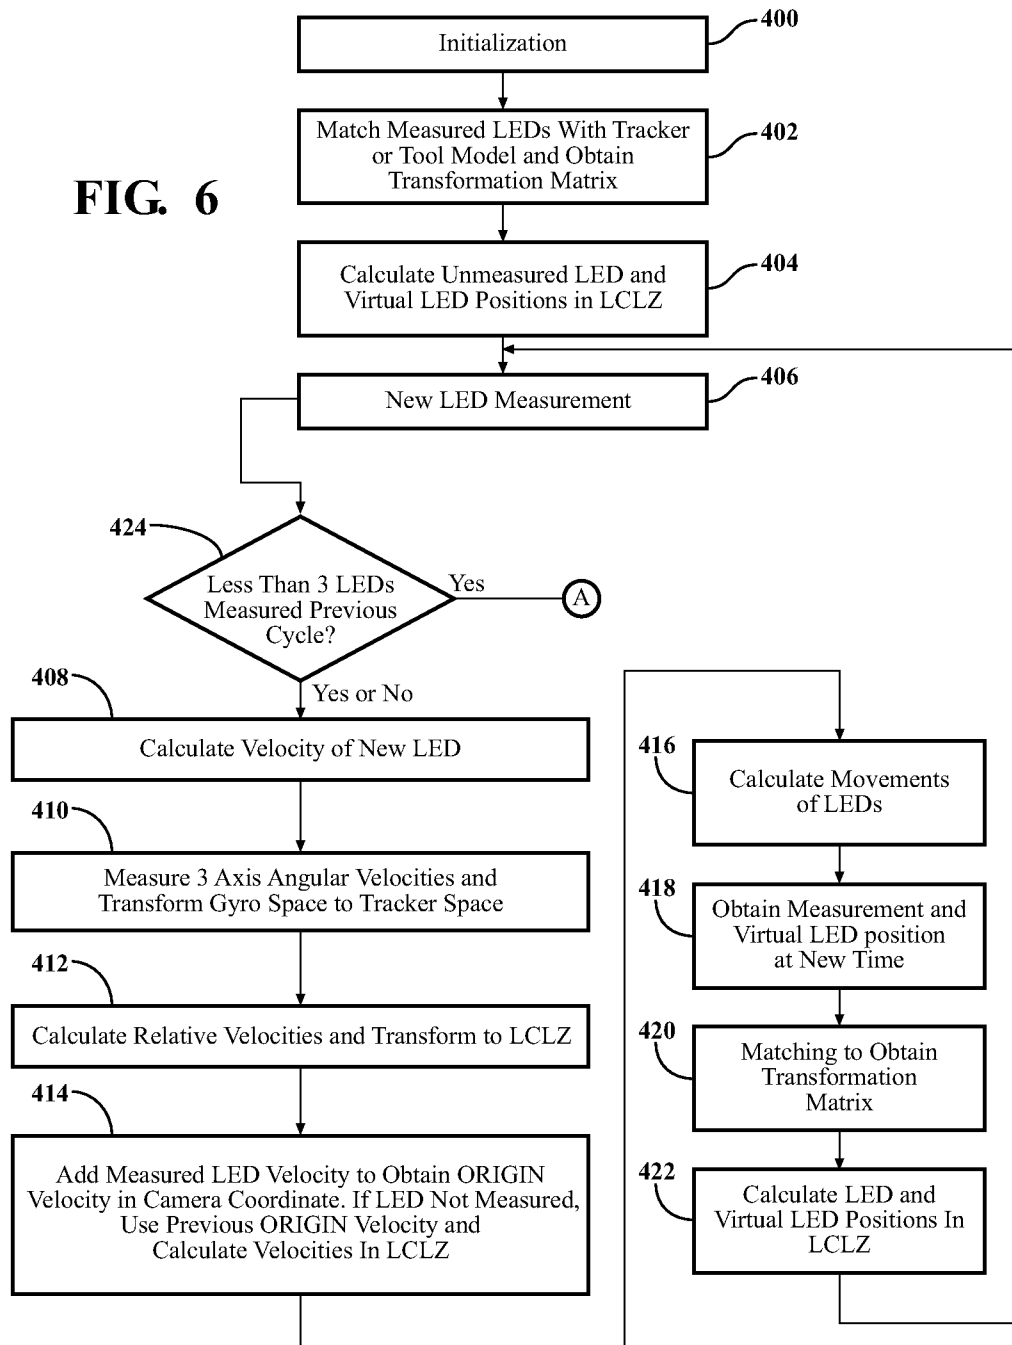 Initialization
400
Match Measured LEDs With Tracker
or Tool Model and Obtain
Transformation Matrix
402
FIG. 6
Calculate Unmeasured LED and
Virtual LED Positions in LCLZ
404
New LED Measurement
406
424
Less Than 3 LEDs
Measured Previous
Cycle?
Yes
A
Yes or No
408
Calculate Velocity of New LED
410
Measure 3 Axis Angular Velocities and
Transform Gyro Space to Tracker Space
412
Calculate Relative Velocities and Transform to LCLZ
414
Add Measured LED Velocity to Obtain ORIGIN
Velocity in Camera Coordinate. If LED Not Measured,
Use Previous ORIGIN Velocity and
Calculate Velocities In LCLZ
416
Calculate Movements
of LEDs
418
Obtain Measurement and
Virtual LED position
at New Time
420
Matching to Obtain
Transformation
Matrix
422
Calculate LED and
Virtual LED Positions In
LCLZ